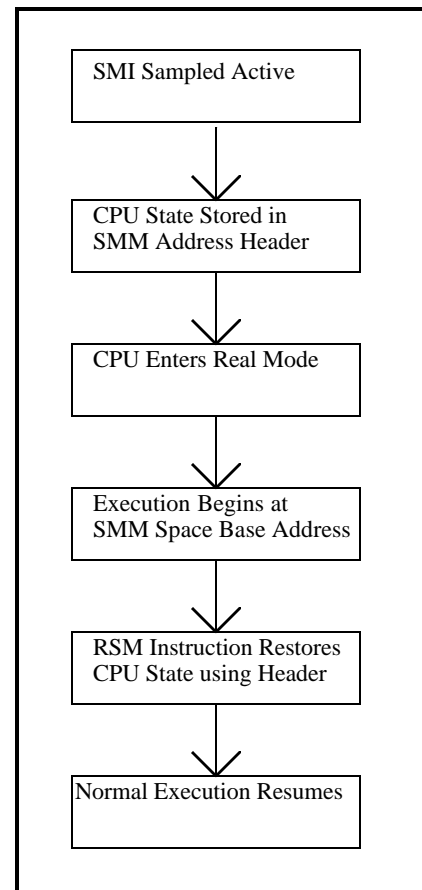 SMI Sampled Active
CPU State Stored in
SMM Address Header
CPU Enters Real Mode
Execution Begins at
SMM Space Base Address
RSM Instruction Restores
CPU State using Header
Normal Execution Resumes